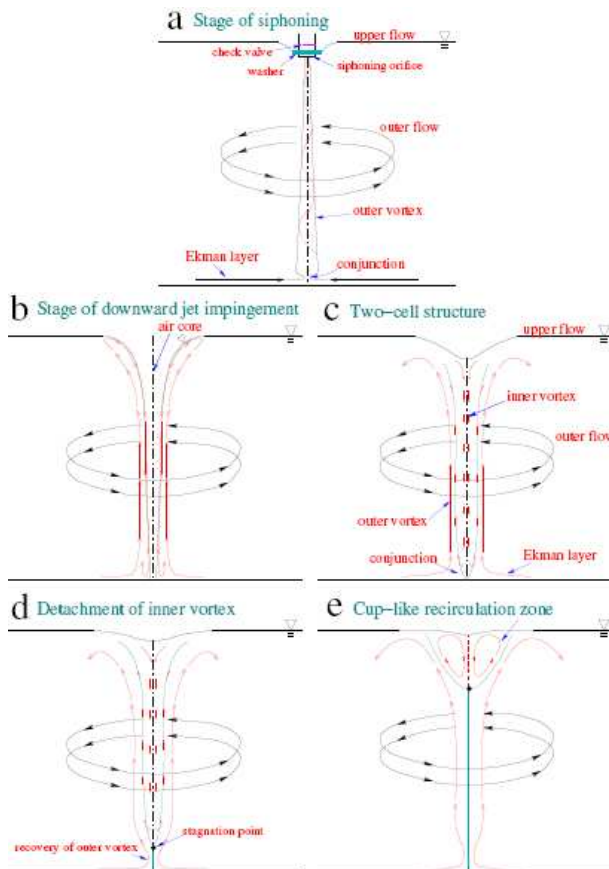 a Stage of siphoning
upper flow
check valve
washer
siphoning orifice
outer flow
outer vortex
Ekman layer
conjunction
b Stage of downward jet impingement
air core
c Two-cell structure
upper flow
inner vortex
outer flow
outer vortex
conjunction
Ekman layer
d Detachment of inner vortex
stagnation point
recovery of outer vortex
e Cup-like recirculation zone